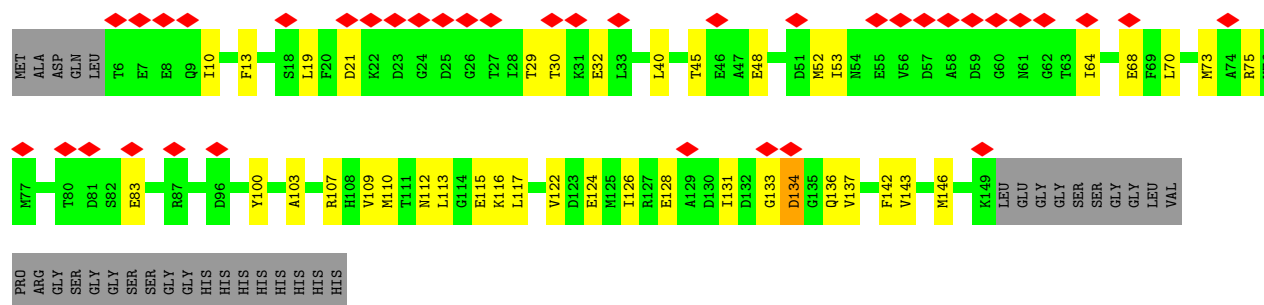 MET ALA ASP GLN LEU T6 E7 E8 Q9 I10 F13 S18 L19 F20 D21 K22 D23 G24 D25 G26 T27 I28 T29 T30 K31 E32 L33 L40 T45 E46 A47 E48 D51 M52 I53 N54 E55 V56 D57 A58 D59 G60 N61 G62 T63 I64 E68 F69 L70 M73 A74 R75
M77 T80 D81 S82 E83 R87 D96 Y100 A103 R107 H108 V109 M110 T111 N112 L113 G114 E115 K116 L117 V122 D123 E124 M125 I126 R127 E128 A129 D130 I131 D132 G133 D134 G135 Q136 V137 F142 V143 M146 K149 LEU GLU GLY GLY SER SER GLY GLY LEU VAL
PRO ARG GLY SER GLY GLY SER SER GLY GLY HIS HIS HIS HIS HIS HIS HIS HIS